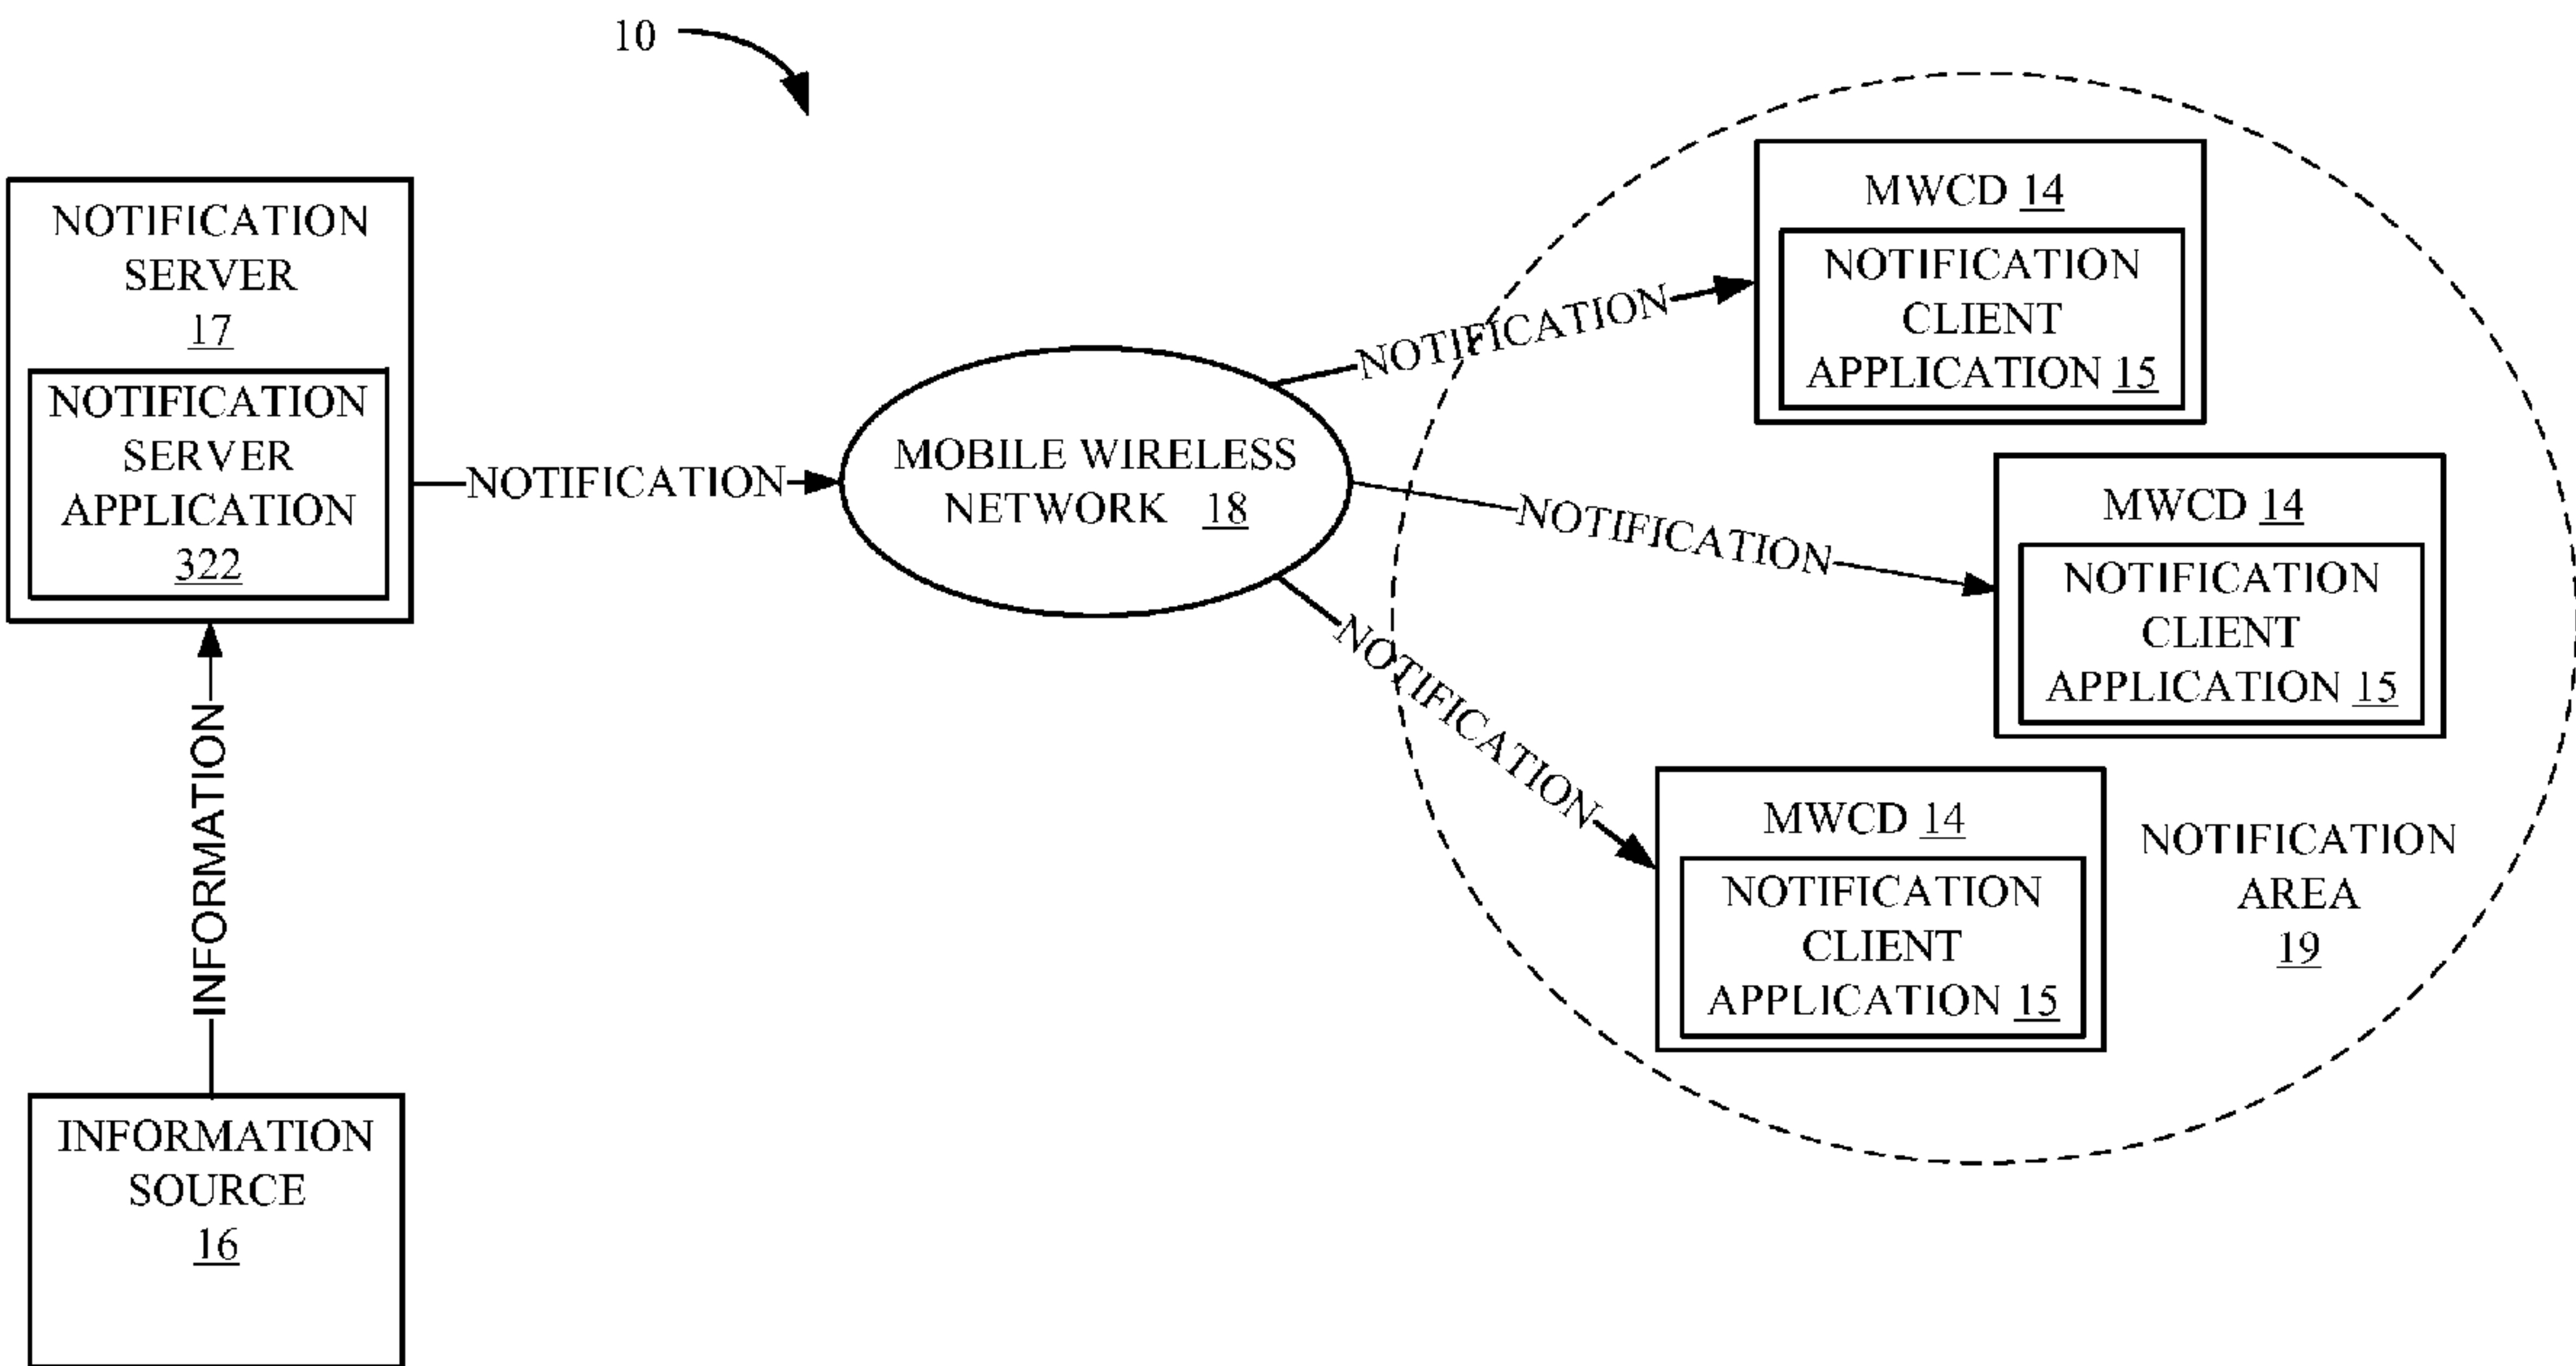 10
NOTIFICATION
SERVER
17
NOTIFICATION
SERVER
APPLICATION
322
NOTIFICATION
MOBILE WIRELESS
NETWORK 18
NOTIFICATION
NOTIFICATION
NOTIFICATION
MWCD 14
NOTIFICATION
CLIENT
APPLICATION 15
MWCD 14
NOTIFICATION
CLIENT
APPLICATION 15
MWCD 14
NOTIFICATION
CLIENT
APPLICATION 15
NOTIFICATION
AREA
19
INFORMATION
INFORMATION
SOURCE
16